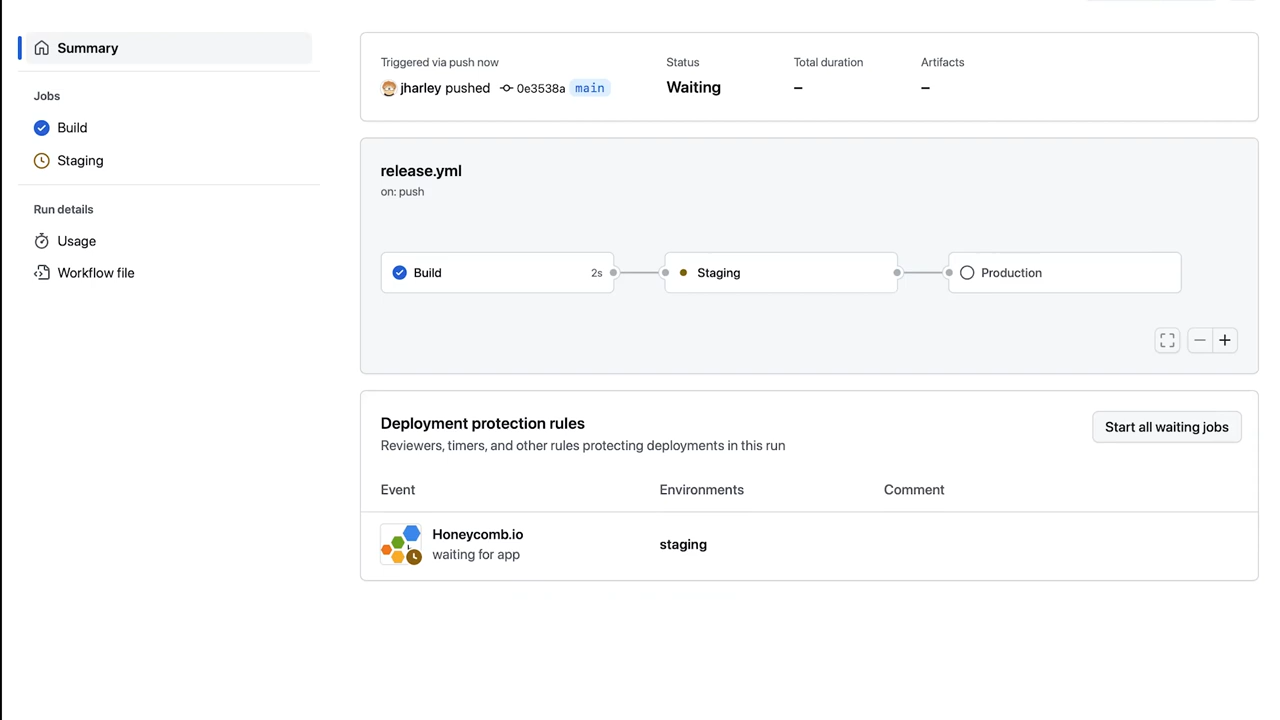 Summary
Jobs
Build
Staging
Run details
Usage
Workflow file
Triggered via push now
jharley pushed 0e3538a main
Status
Waiting
Total duration
–
Artifacts
–
release.yml
on: push
Build 2s
Staging
Production
Deployment protection rules
Reviewers, timers, and other rules protecting deployments in this run
Start all waiting jobs
Event Environments Comment
Honeycomb.io
waiting for app
staging